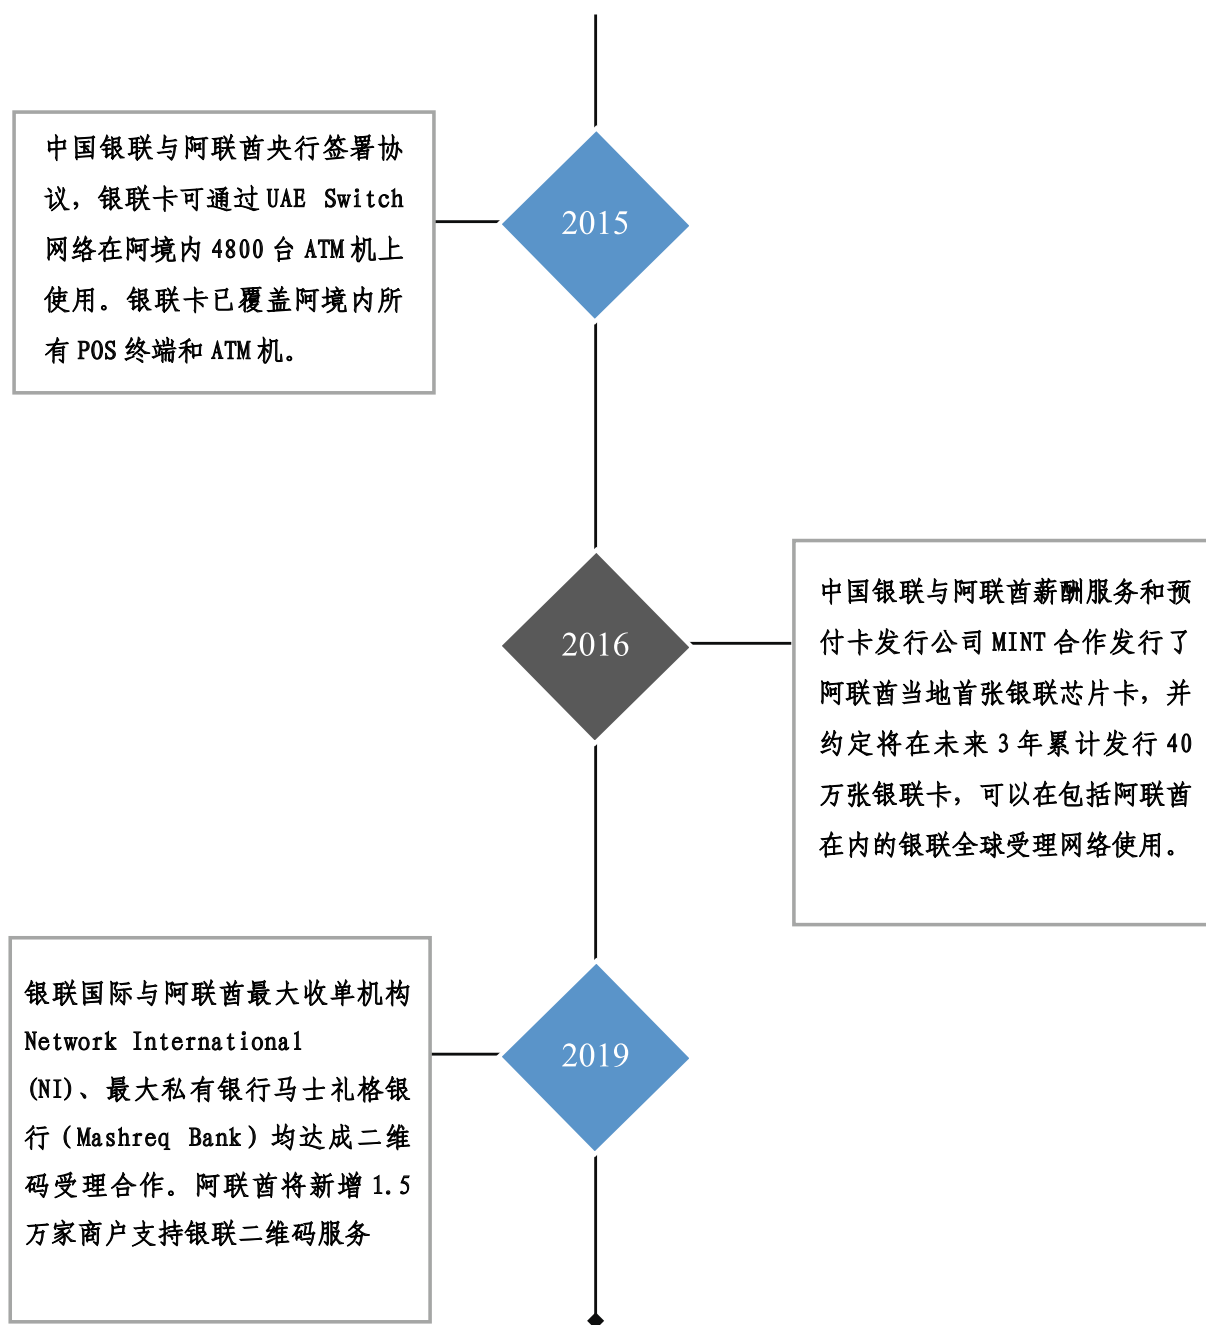 中国银联与阿联酋央行签署协
议，银联卡可通过 UAE Switch
网络在阿境内 4800 台 ATM 机上
使用。银联卡已覆盖阿境内所
有 POS 终端和 ATM 机。
2015
2016
中国银联与阿联酋薪酬服务和预
付卡发行公司 MINT 合作发行了
阿联酋当地首张银联芯片卡，并
约定将在未来 3 年累计发行 40
万张银联卡，可以在包括阿联酋
在内的银联全球受理网络使用。
银联国际与阿联酋最大收单机构
Network International
(NI)、最大私有银行马士礼格银
行（Mashreq Bank）均达成二维
码受理合作。阿联酋将新增 1.5
万家商户支持银联二维码服务
2019